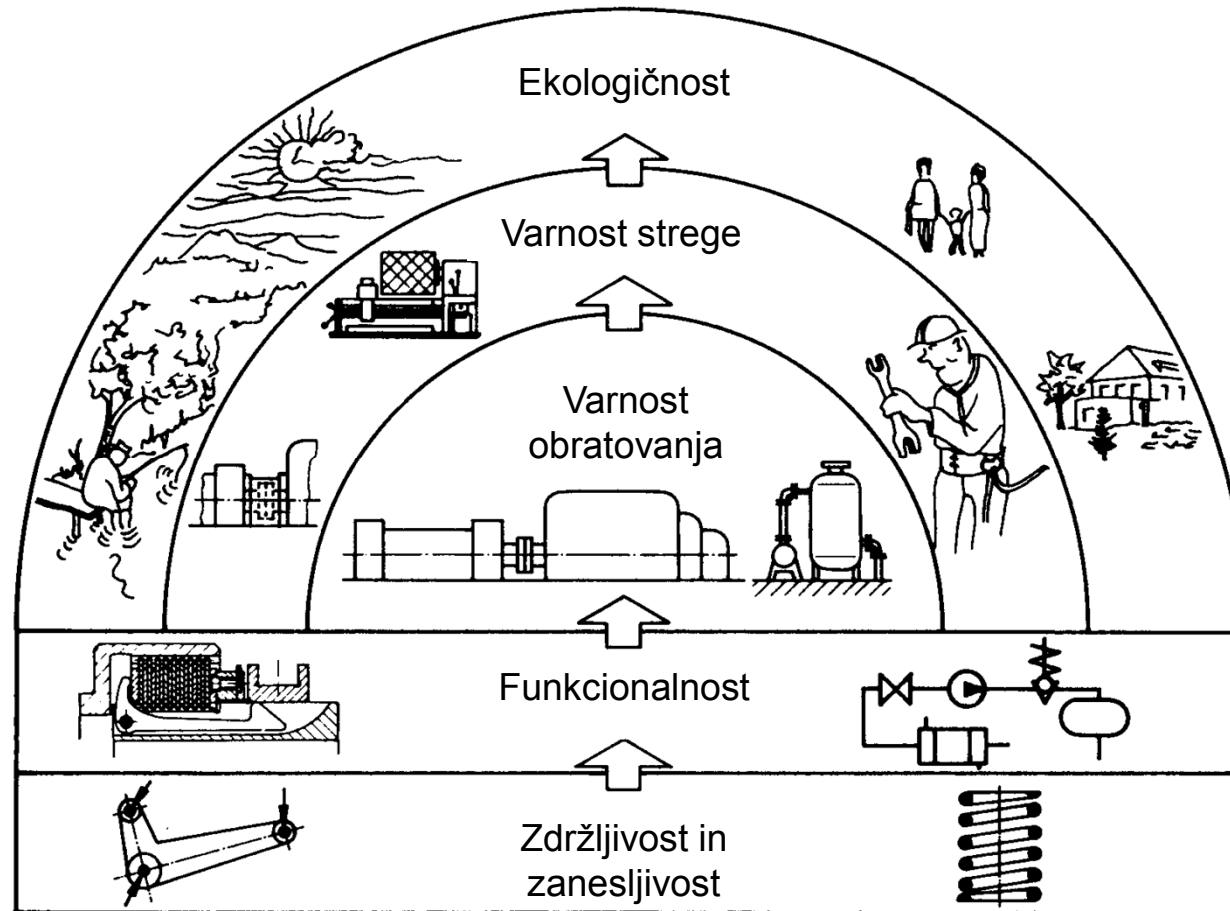 Ekologičnost
Varnost strege
Varnost
obratovanja
Funkcionalnost
Zdržljivost in
zanesljivost